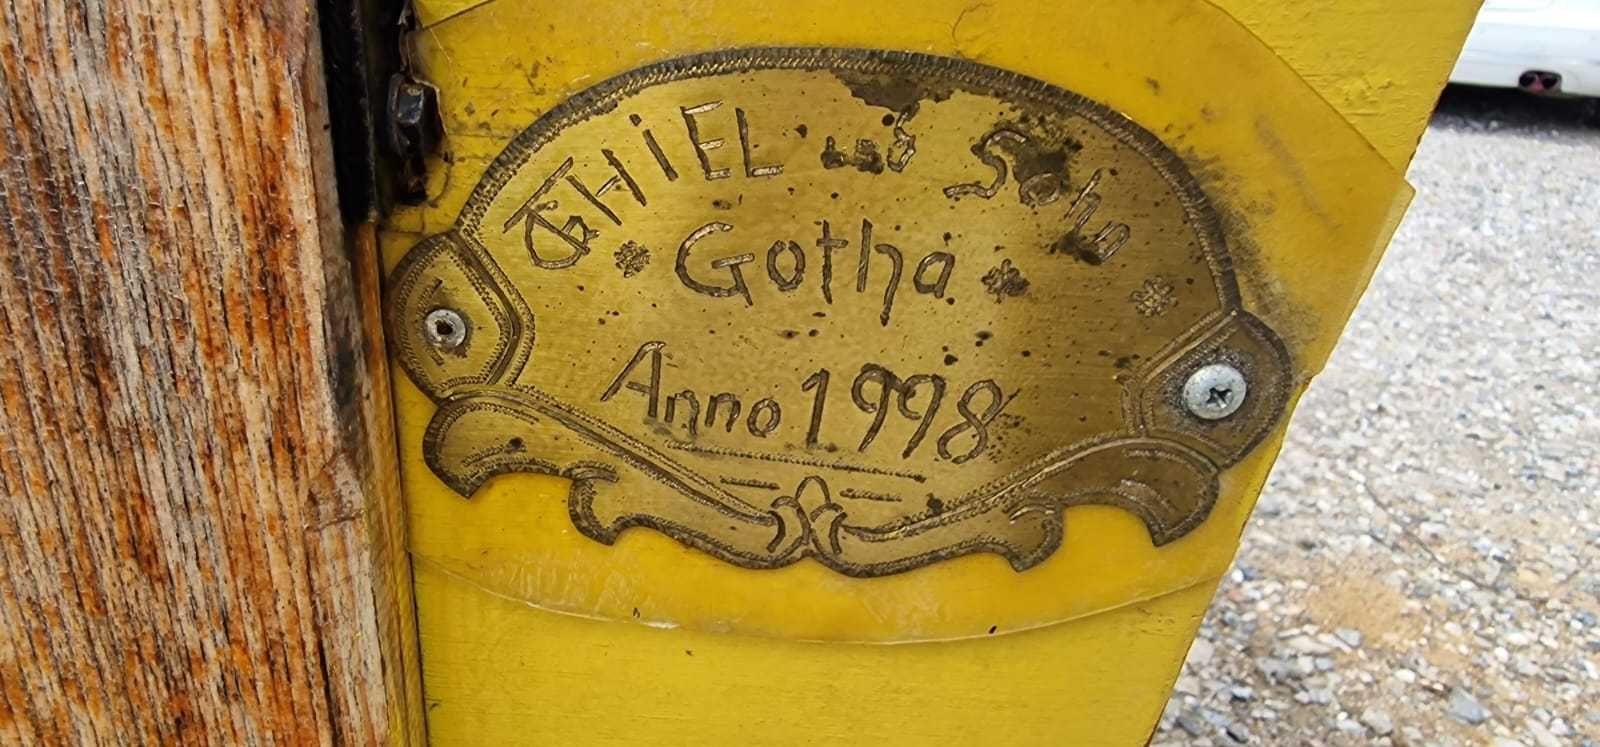 THiEL und Sohn
Gotha
Anno 1998